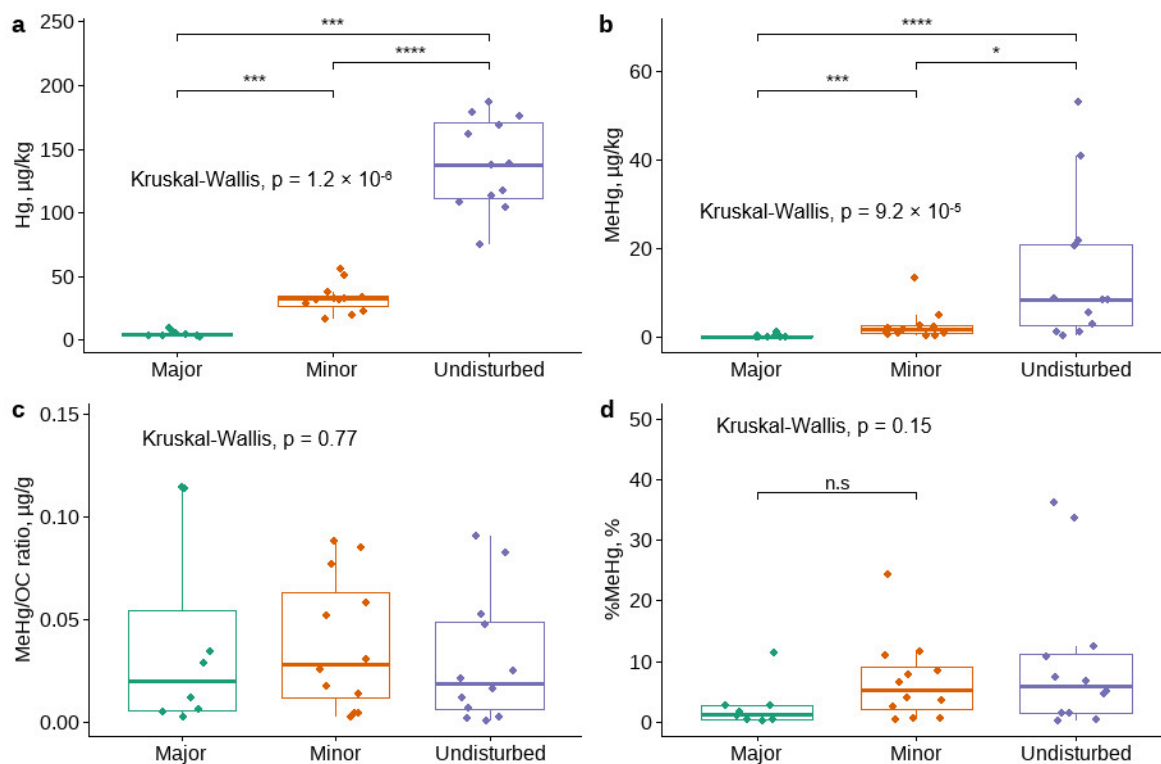 a
Hg, µg/kg
250
200
150
100
50
0
***
****
***
Kruskal-Wallis, p = 1.2 × 10⁻⁶
Major Minor Undisturbed
b
MeHg, µg/kg
60
40
20
0
****
*
***
Kruskal-Wallis, p = 9.2 × 10⁻⁵
Major Minor Undisturbed
c
MeHg/OC ratio, µg/g
0.15
0.10
0.05
0.00
Kruskal-Wallis, p = 0.77
Major Minor Undisturbed
d
%MeHg, %
50
40
30
20
10
0
Kruskal-Wallis, p = 0.15
n.s
Major Minor Undisturbed